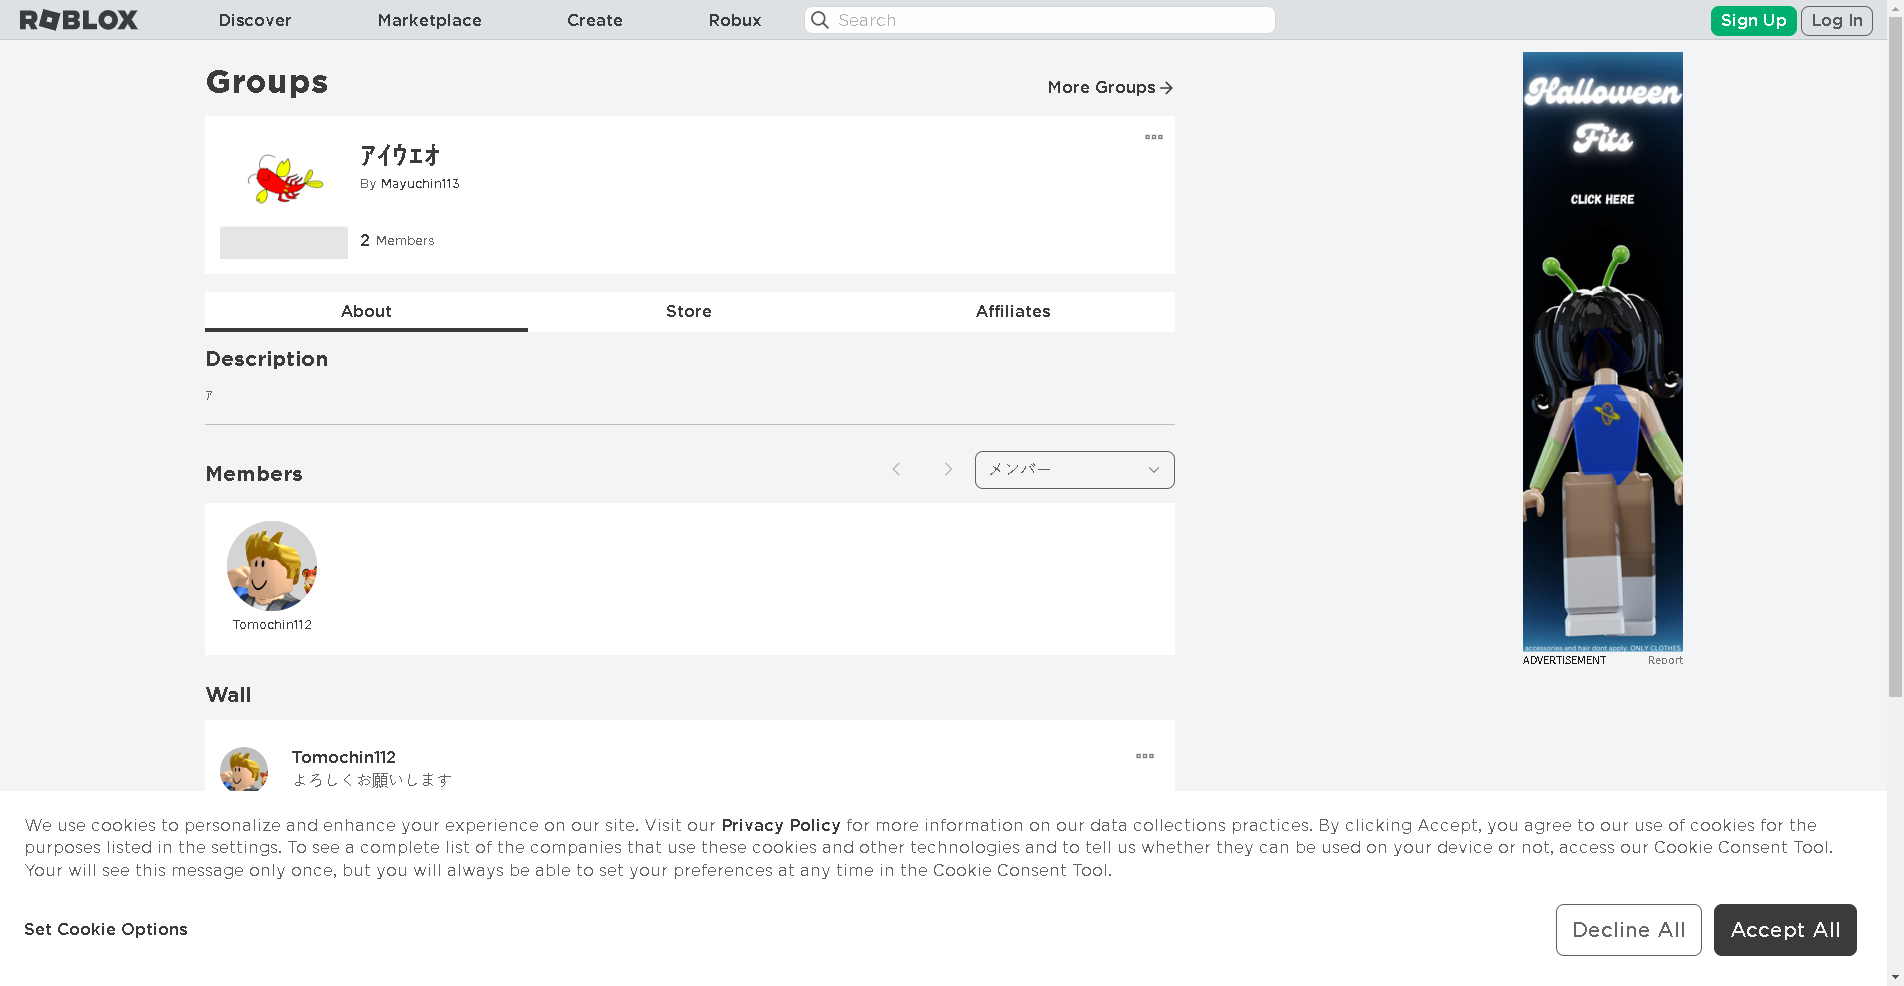 ROBLOX
Discover
Marketplace
Create
Robux
Search
Sign Up
Log In
Groups
More Groups
アイウェオ
By Mayuchin113
2 Members
About
Store
Affiliates
Description
ア
Members
メンバー
Tomochin112
Wall
Tomochin112
よろしくお願いします
Halloween
Fits
CLICK HERE
accessories and hair dont apply. ONLY CLOTHES
ADVERTISEMENT
Report
We use cookies to personalize and enhance your experience on our site. Visit our Privacy Policy for more information on our data collections practices. By clicking Accept, you agree to our use of cookies for the
purposes listed in the settings. To see a complete list of the companies that use these cookies and other technologies and to tell us whether they can be used on your device or not, access our Cookie Consent Tool.
Your will see this message only once, but you will always be able to set your preferences at any time in the Cookie Consent Tool.
Set Cookie Options
Decline All
Accept All